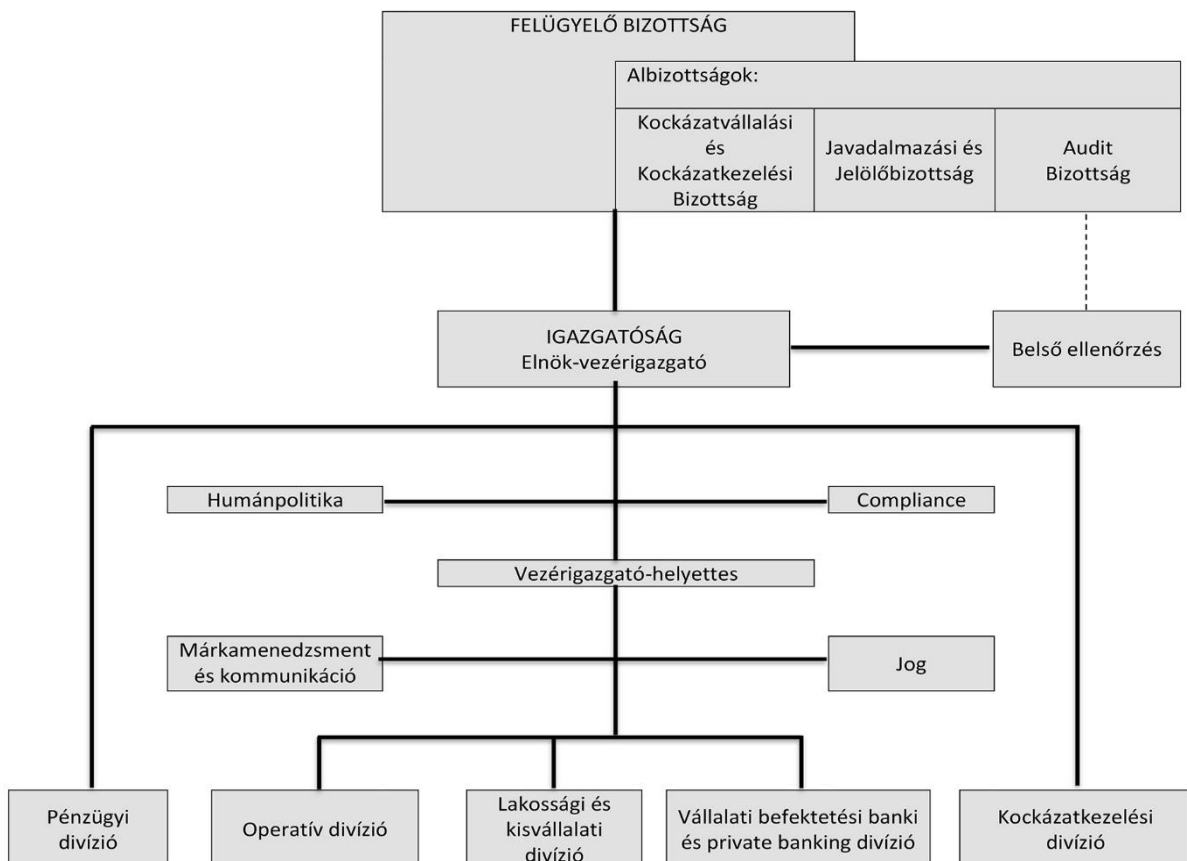 FELÜGYELŐ BIZOTTSÁG
Albizottságok:
Kockázatvállalási
és
Kockázatkezelési
Bizottság
Javadalmazási és
Jelölőbizottság
Audit
Bizottság
IGAZGATÓSÁG
Elnök-vezérigazgató
Belső ellenőrzés
Humánpolitika
Compliance
Vezérigazgató-helyettes
Márkamenedzsment
és kommunikáció
Jog
Pénzügyi
divízió
Operatív divízió
Lakossági és
kisvállalati
divízió
Vállalati befektetési banki
és private banking divízió
Kockázatkezelési
divízió